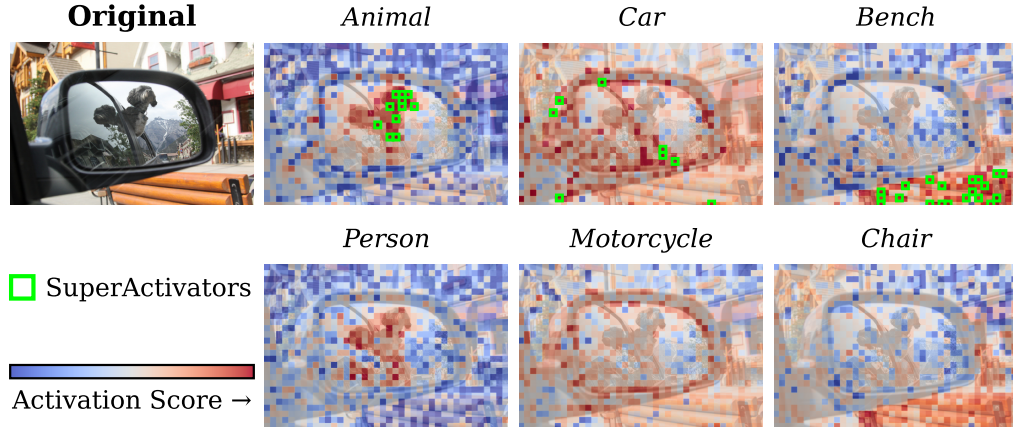 Original
Animal
Car
Bench
Person
Motorcycle
Chair
SuperActivators
Activation Score →